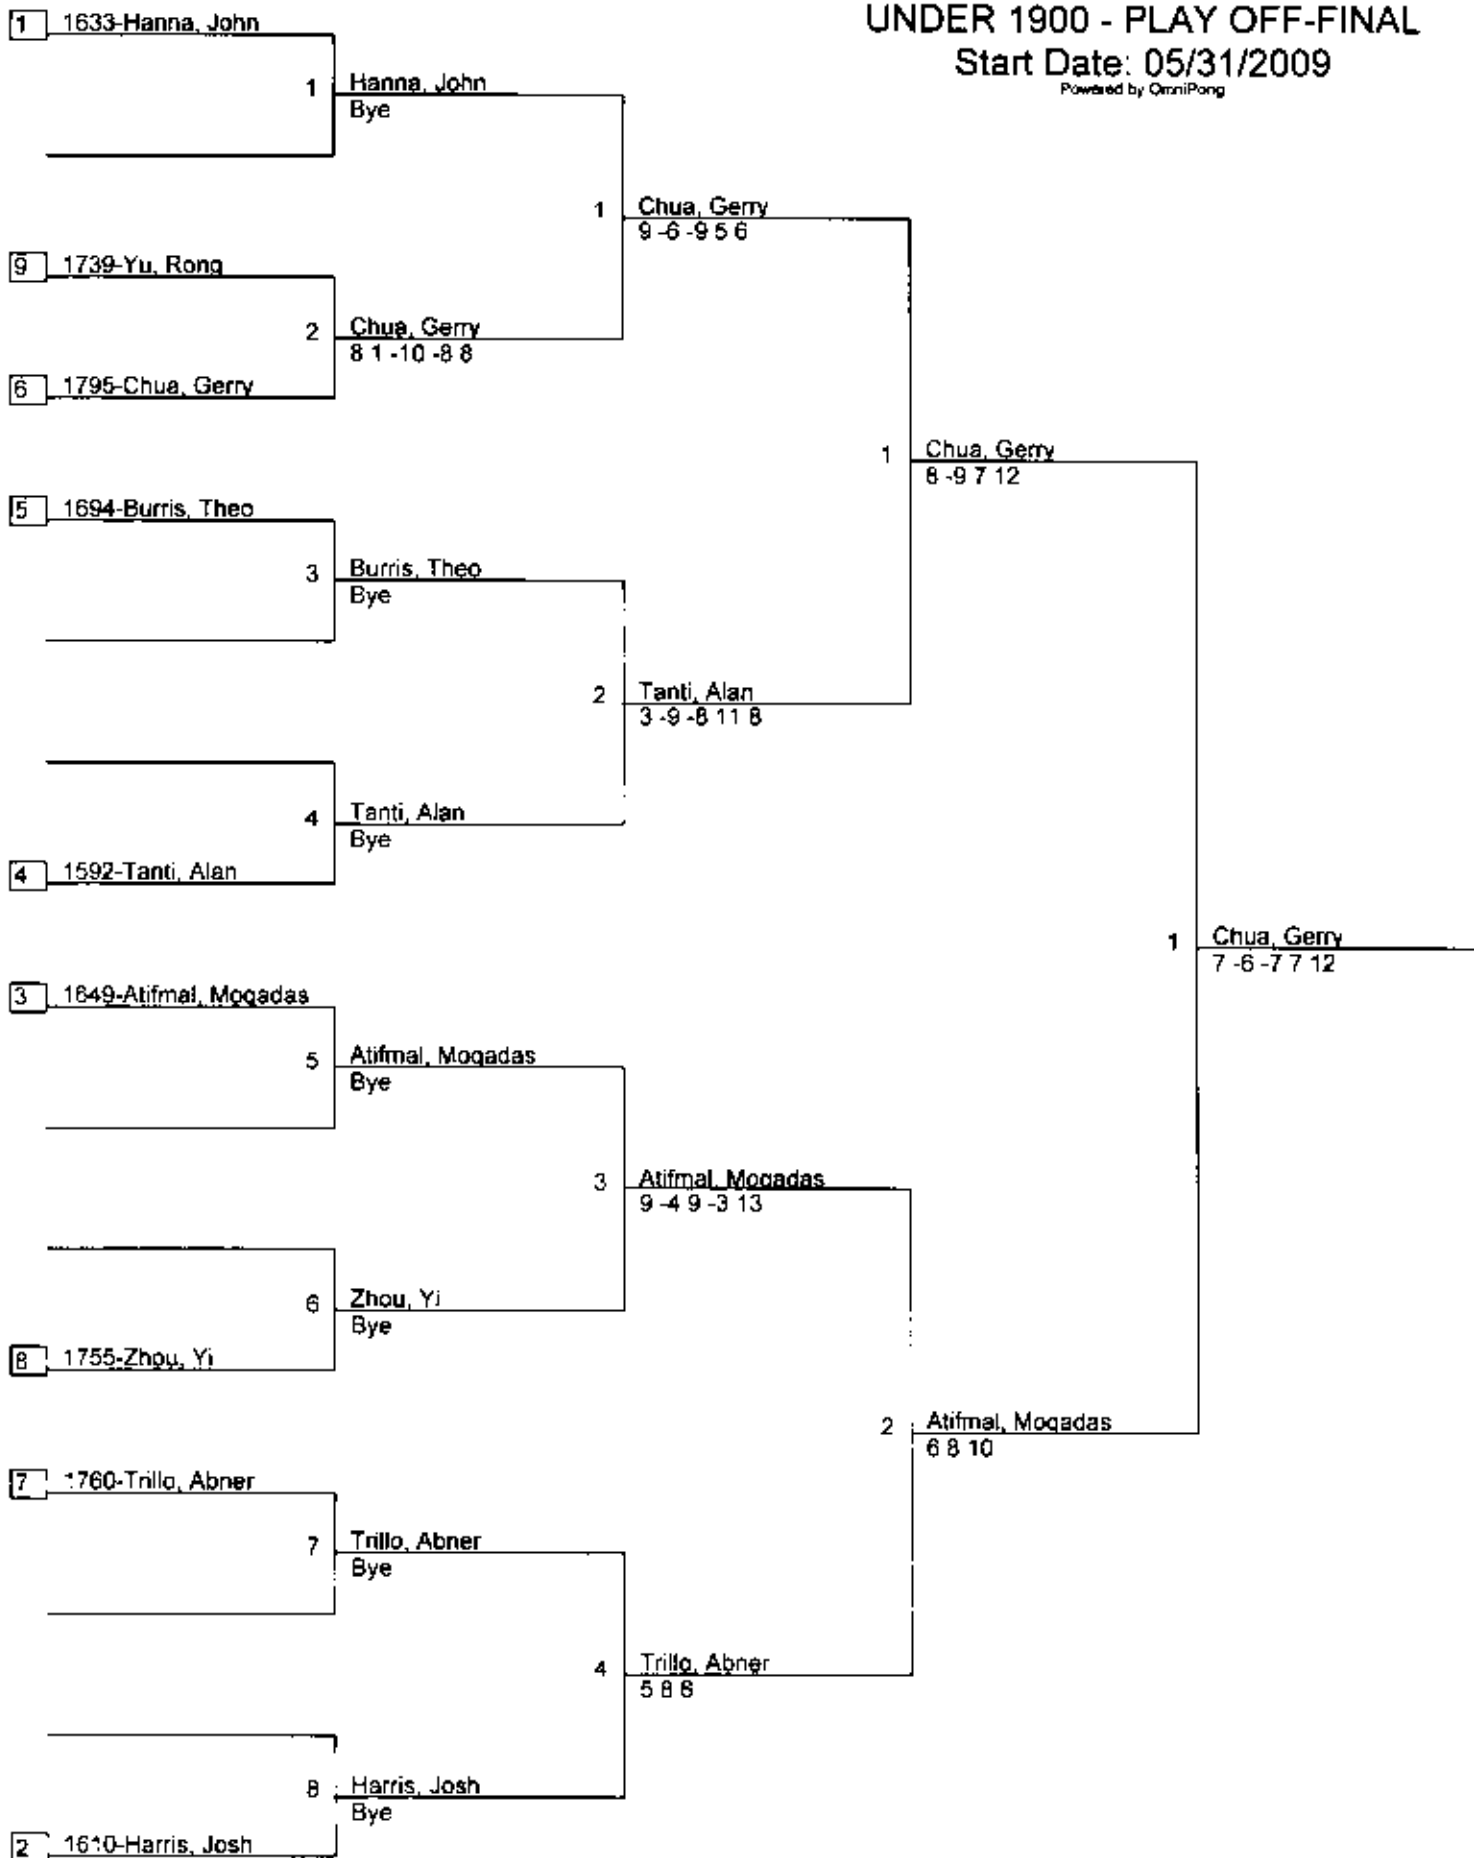 UNDER 1900 - PLAY OFF-FINAL
Start Date: 05/31/2009
Powered by OmniPong
1 1633-Hanna, John
1 Hanna, John
Bye
1 Chua, Gerry
9 -6 -9 5 6
9 1739-Yu, Rong
2 Chua, Gerry
8 1 -10 -8 8
6 1795-Chua, Gerry
1 Chua, Gerry
8 -9 7 12
5 1694-Burris, Theo
3 Burris, Theo
Bye
2 Tanti, Alan
3 -9 -8 11 8
4 Tanti, Alan
Bye
4 1592-Tanti, Alan
1 Chua, Gerry
7 -6 -7 7 12
3 1649-Atifmal, Moqadas
5 Atifmal, Moqadas
Bye
3 Atifmal, Moqadas
9 -4 9 -3 13
6 Zhou, Yi
Bye
8 1755-Zhou, Yi
2 Atifmal, Moqadas
6 8 10
7 1760-Trillo, Abner
7 Trillo, Abner
Bye
4 Trillo, Abner
5 8
8 Harris, Josh
Bye
2 1610-Harris, Josh